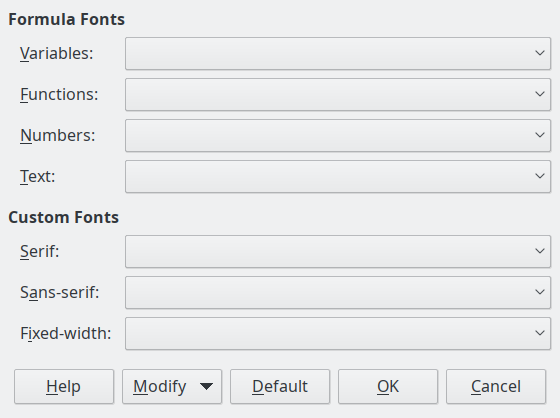 Formula Fonts
Variables:
Functions:
Numbers:
Text:
Custom Fonts
Serif:
Sans-serif:
Fixed-width:
Help Modify Default OK Cancel